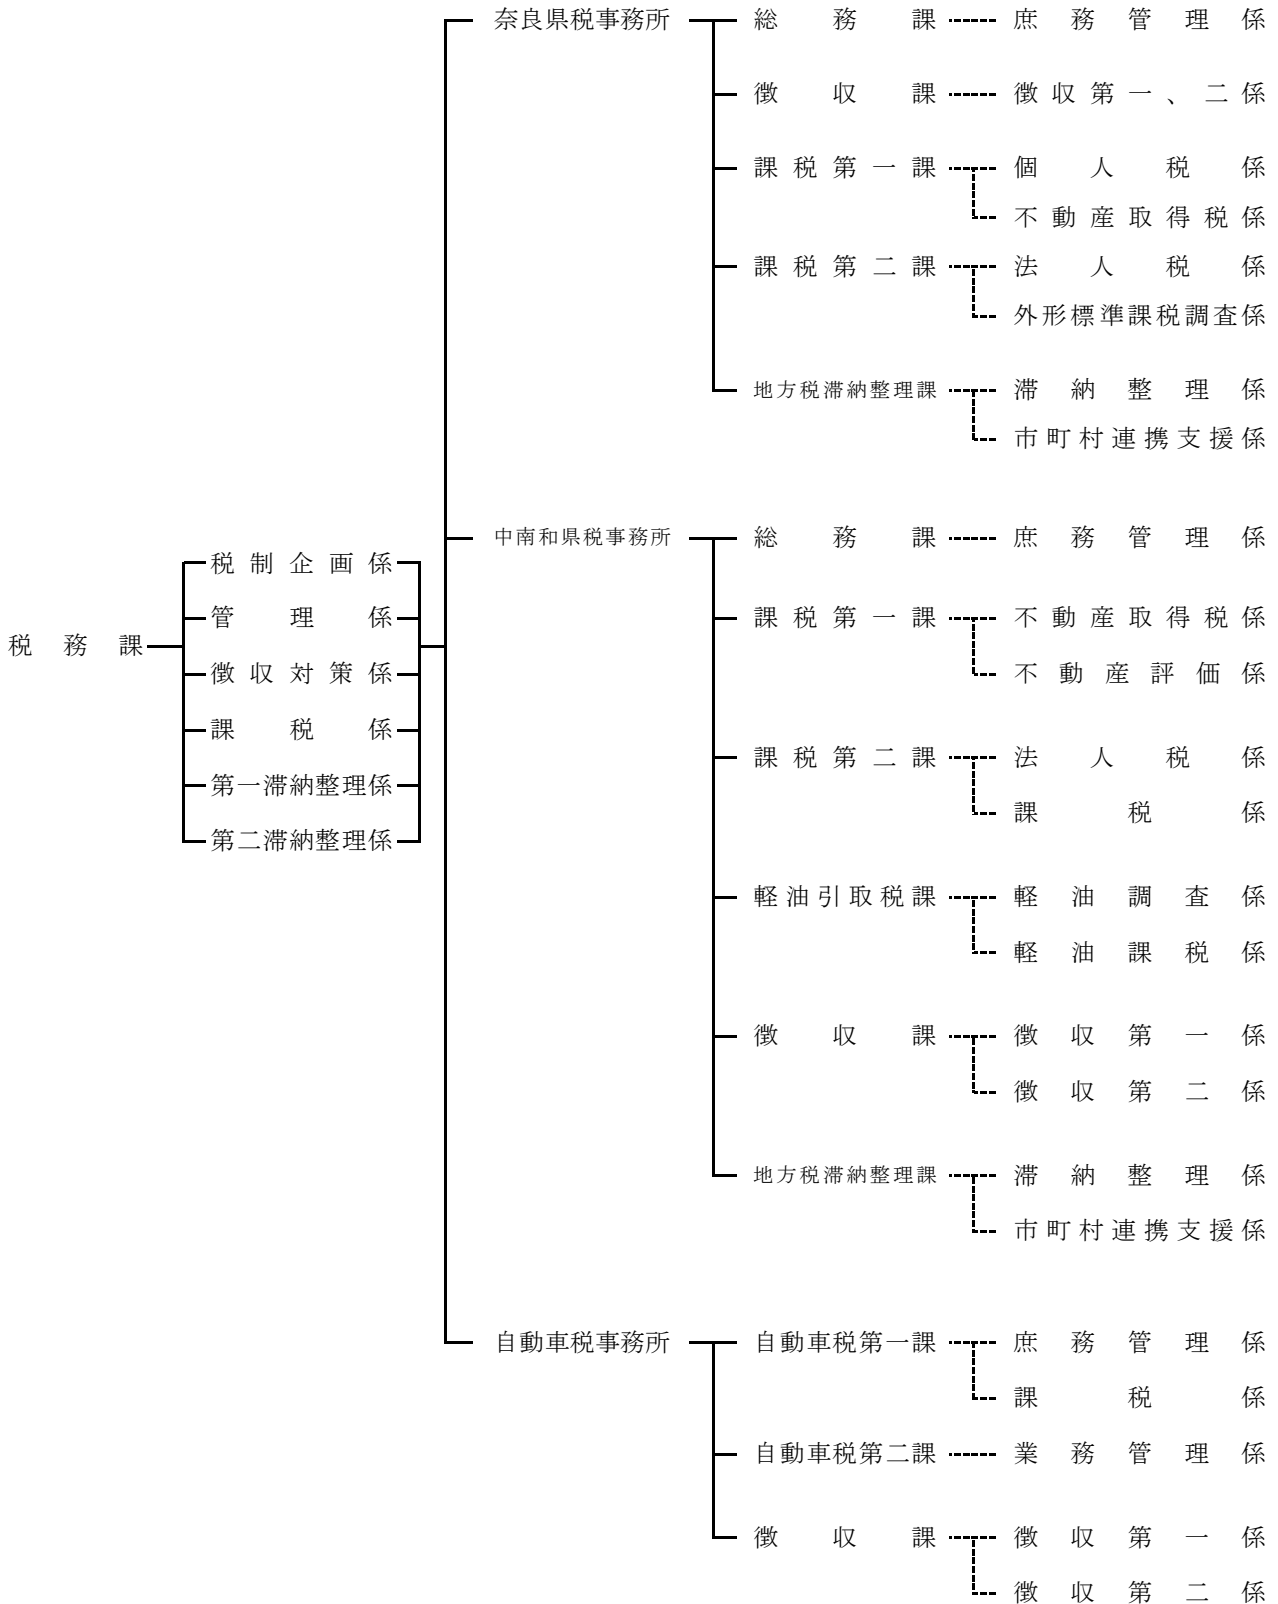 奈良県税事務所 総務課 庶務管理係
徴収課 徴収第一、二係
課税第一課 個人税係
不動産取得税係
課税第二課 法人税係
外形標準課税調査係
地方税滞納整理課 滞納整理係
市町村連携支援係
中南和県税事務所 総務課 庶務管理係
税制企画係
管理係 課税第一課 不動産取得税係
税務課
徴収対策係 不動産評価係
課税係 課税第二課 法人税係
第一滞納整理係
第二滞納整理係 課税係
軽油引取税課 軽油調査係
軽油課税係
徴収課 徴収第一係
徴収第二係
地方税滞納整理課 滞納整理係
市町村連携支援係
自動車税事務所 自動車税第一課 庶務管理係
課税係
自動車税第二課 業務管理係
徴収課 徴収第一係
徴収第二係